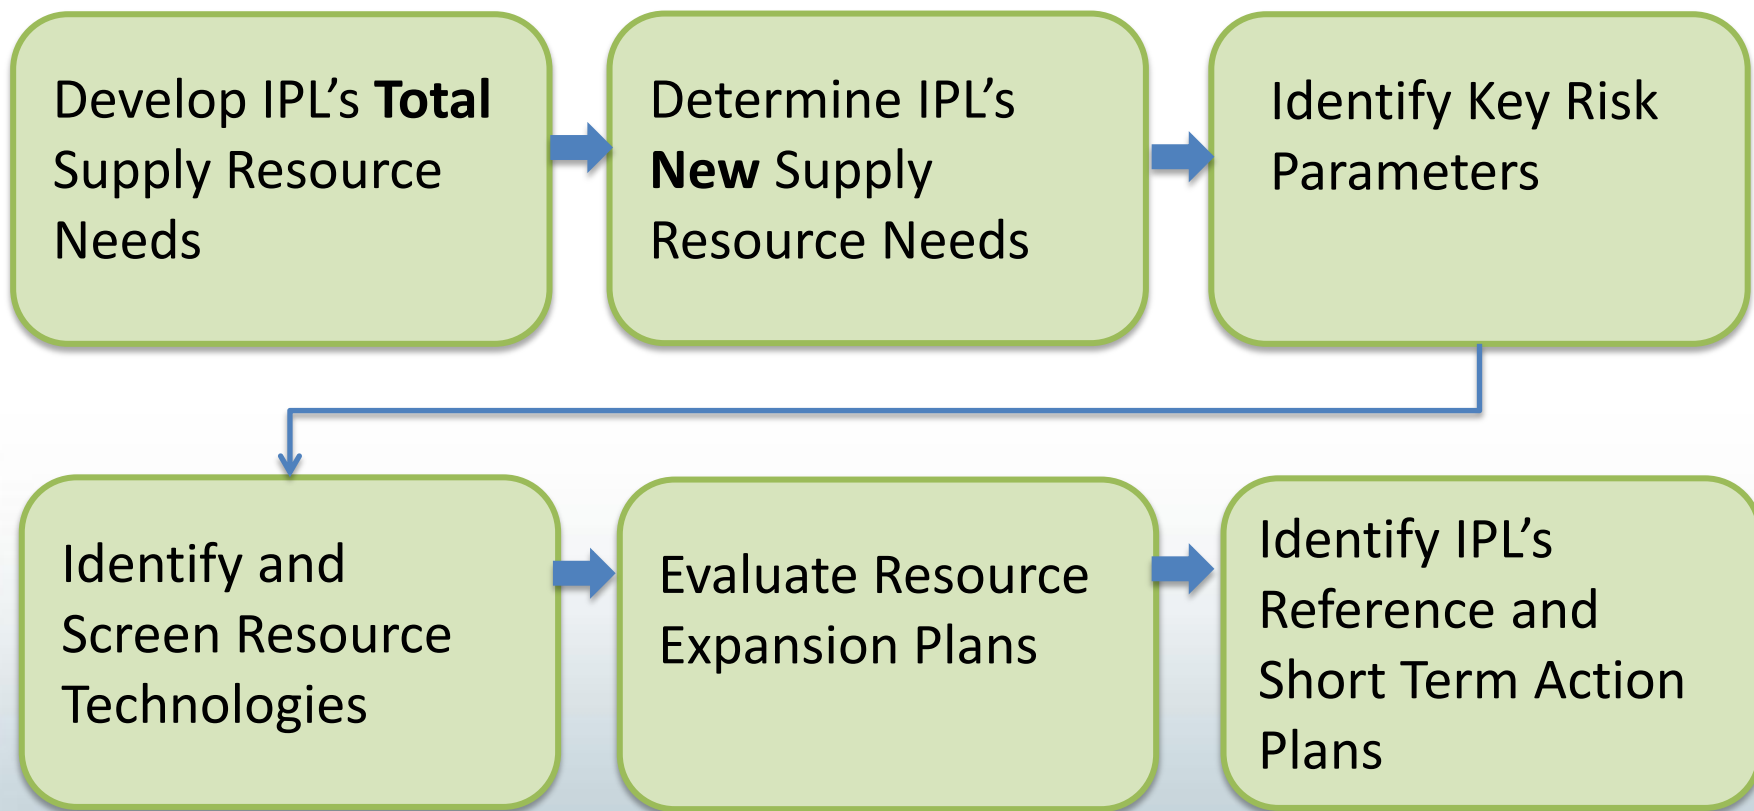 Develop IPL’s Total
Supply Resource
Needs
Determine IPL’s
New Supply
Resource Needs
Identify Key Risk
Parameters
Identify and
Screen Resource
Technologies
Evaluate Resource
Expansion Plans
Identify IPL’s
Reference and
Short Term Action
Plans